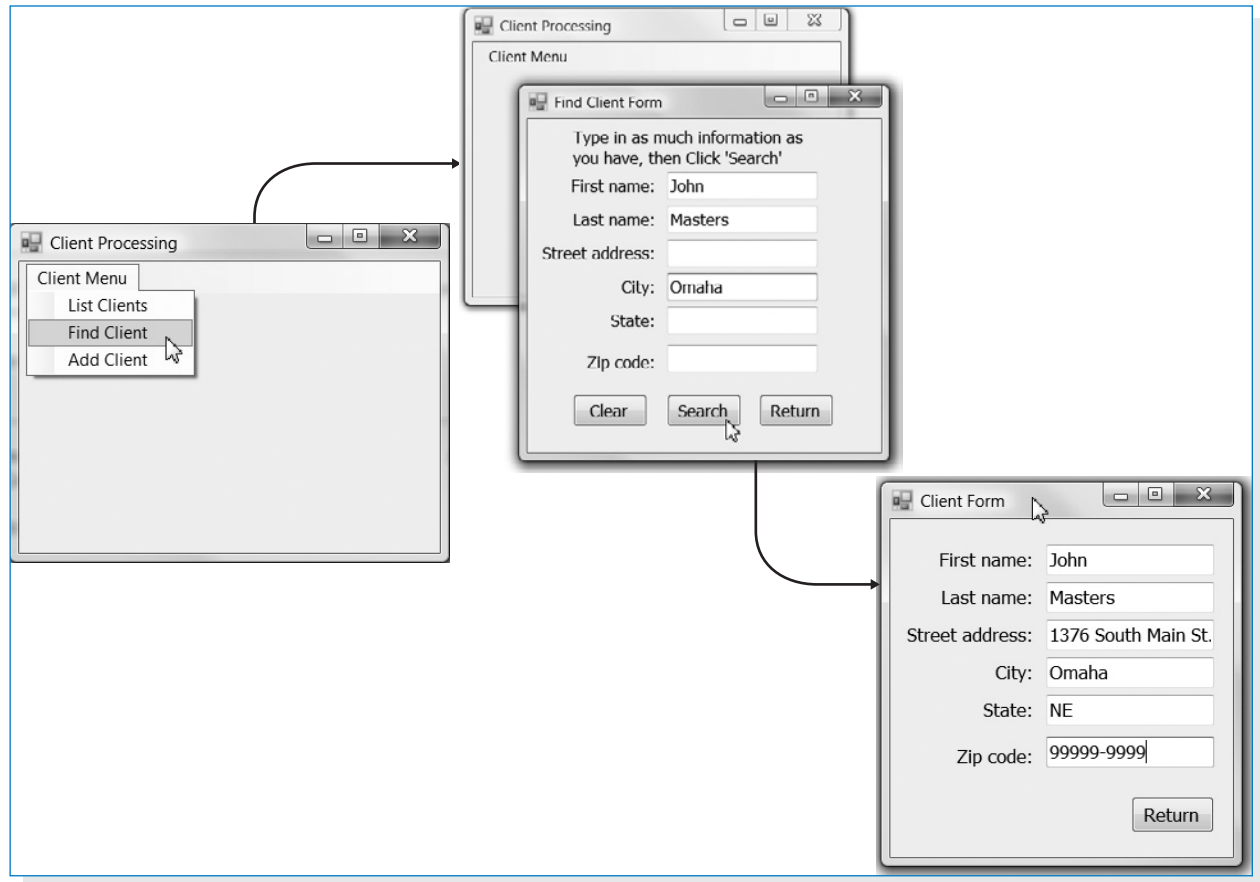 Client Processing
Client Menu
List Clients
Find Client
Add Client
Client Processing
Client Menu
Find Client Form
Type in as much information as
you have, then Click 'Search'
First name: John
Last name: Masters
Street address:
City: Omaha
State:
Zip code:
Clear Search Return
Client Form
First name: John
Last name: Masters
Street address: 1376 South Main St.
City: Omaha
State: NE
Zip code: 99999-9999
Return